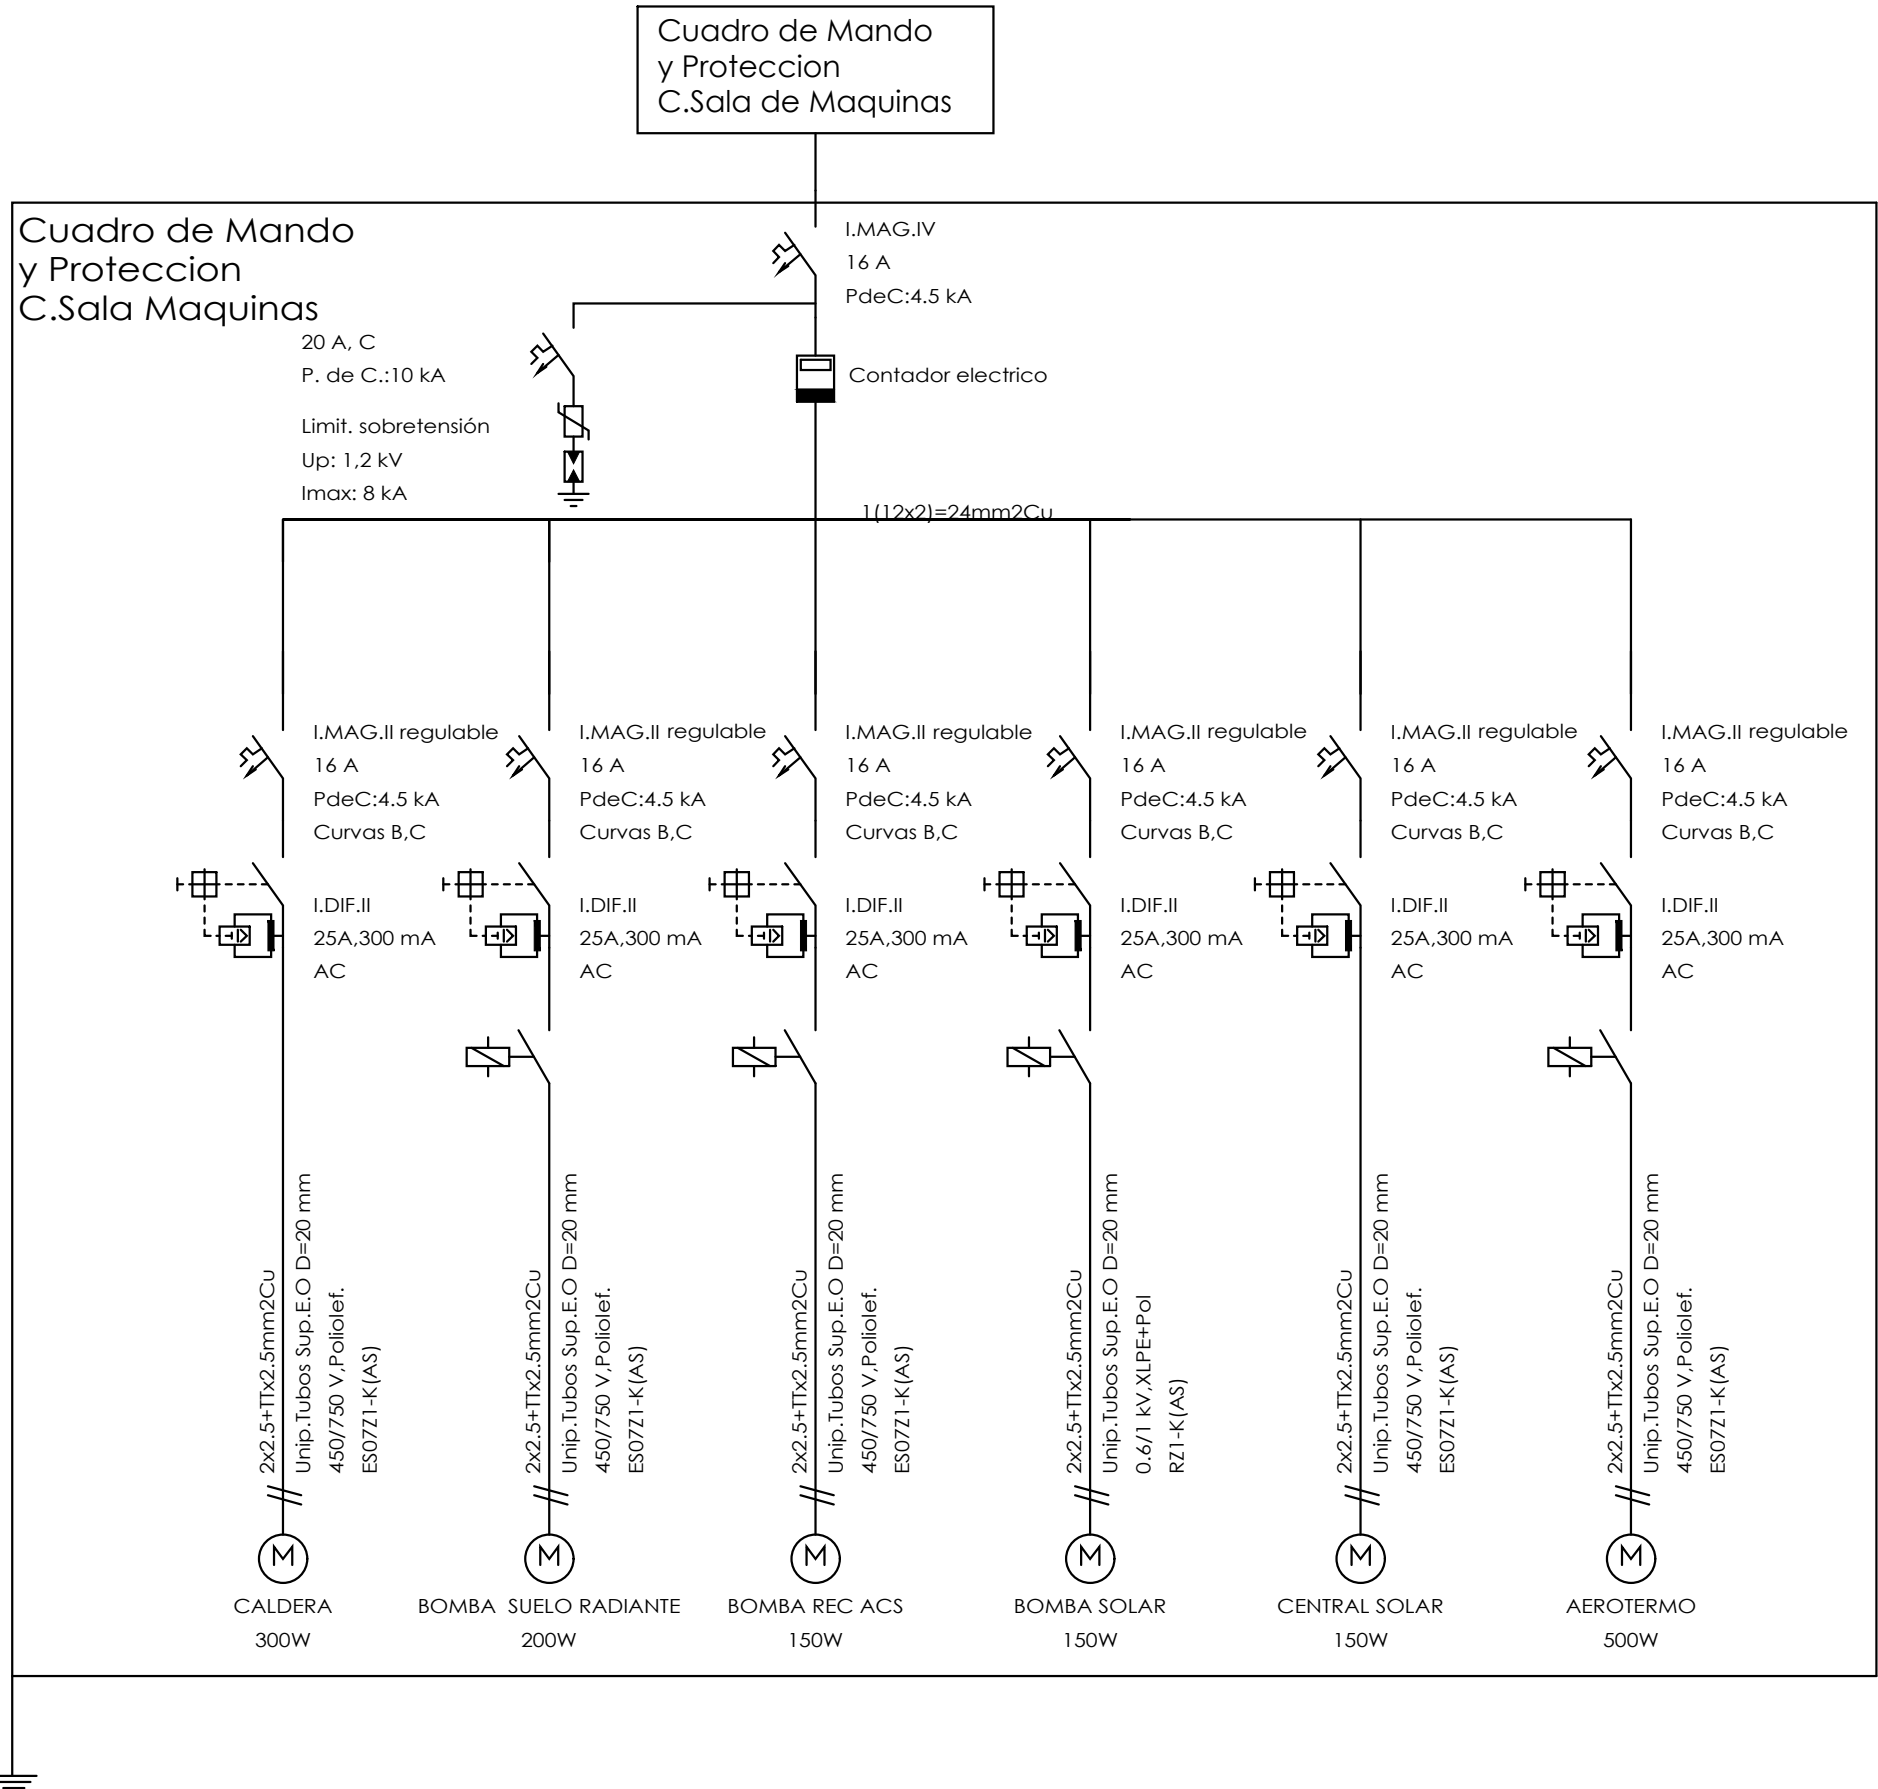 Cuadro de Mando
y Proteccion
C.Sala de Maquinas
Cuadro de Mando
y Proteccion
C.Sala Maquinas
I.MAG.IV
16 A
PdeC:4.5 kA
20 A, C
P. de C.:10 kA
Limit. sobretensión
Up: 1,2 kV
Imax: 8 kA
Contador electrico
1(12x2)=24mm2Cu
I.MAG.II regulable
16 A
PdeC:4.5 kA
Curvas B,C
I.DIF.II
25A,300 mA
AC
2x2.5+TTx2.5mm2Cu
Unip.Tubos Sup.E.O D=20 mm
450/750 V,Poliolef.
ES07Z1-K(AS)
M
CALDERA
300W
I.MAG.II regulable
16 A
PdeC:4.5 kA
Curvas B,C
I.DIF.II
25A,300 mA
AC
2x2.5+TTx2.5mm2Cu
Unip.Tubos Sup.E.O D=20 mm
450/750 V,Poliolef.
ES07Z1-K(AS)
M
BOMBA SUELO RADIANTE
200W
I.MAG.II regulable
16 A
PdeC:4.5 kA
Curvas B,C
I.DIF.II
25A,300 mA
AC
2x2.5+TTx2.5mm2Cu
Unip.Tubos Sup.E.O D=20 mm
450/750 V,Poliolef.
ES07Z1-K(AS)
M
BOMBA REC ACS
150W
I.MAG.II regulable
16 A
PdeC:4.5 kA
Curvas B,C
I.DIF.II
25A,300 mA
AC
2x2.5+TTx2.5mm2Cu
Unip.Tubos Sup.E.O D=20 mm
0.6/1 kV,XLPE+Pol
RZ1-K(AS)
M
BOMBA SOLAR
150W
I.MAG.II regulable
16 A
PdeC:4.5 kA
Curvas B,C
I.DIF.II
25A,300 mA
AC
2x2.5+TTx2.5mm2Cu
Unip.Tubos Sup.E.O D=20 mm
450/750 V,Poliolef.
ES07Z1-K(AS)
M
CENTRAL SOLAR
150W
I.MAG.II regulable
16 A
PdeC:4.5 kA
Curvas B,C
I.DIF.II
25A,300 mA
AC
2x2.5+TTx2.5mm2Cu
Unip.Tubos Sup.E.O D=20 mm
450/750 V,Poliolef.
ES07Z1-K(AS)
M
AEROTERMO
500W